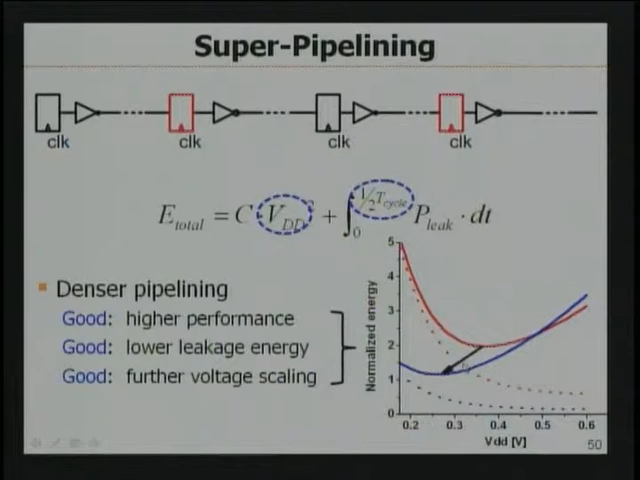 Super-Pipelining
clk clk clk clk
E_total = C · V_DD² + ∫₀^{1/2 T_cycle} P_leak · dt
Denser pipelining
Good: higher performance
Good: lower leakage energy
Good: further voltage scaling
Normalized energy
5
4
3
2
1
0
0.2 0.3 0.4 0.5 0.6
Vdd [V]
50